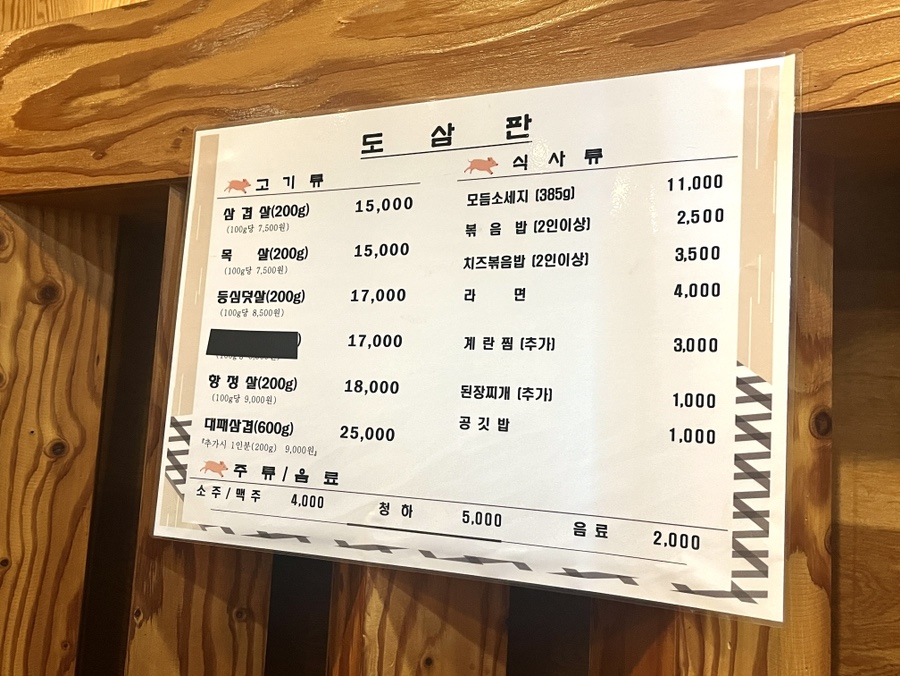 도 삼 판
고 기 류
삼 겹 살(200g) 15,000
(100g당 7,500원)
목 살(200g) 15,000
(100g당 7,500원)
등심덧살(200g) 17,000
(100g당 8,500원)
17,000
항 정 살(200g) 18,000
(100g당 9,000원)
대패삼겹(600g) 25,000
『추가시 1인분(200g) 9,000원』
식 사 류
모듬소세지 (385g) 11,000
볶 음 밥 (2인이상) 2,500
치즈볶음밥 (2인이상) 3,500
라 면 4,000
계 란 찜 (추가) 3,000
된장찌개 (추가) 1,000
공 깃 밥 1,000
주 류 / 음 료
소 주 / 맥 주 4,000 청 하 5,000 음 료 2,000